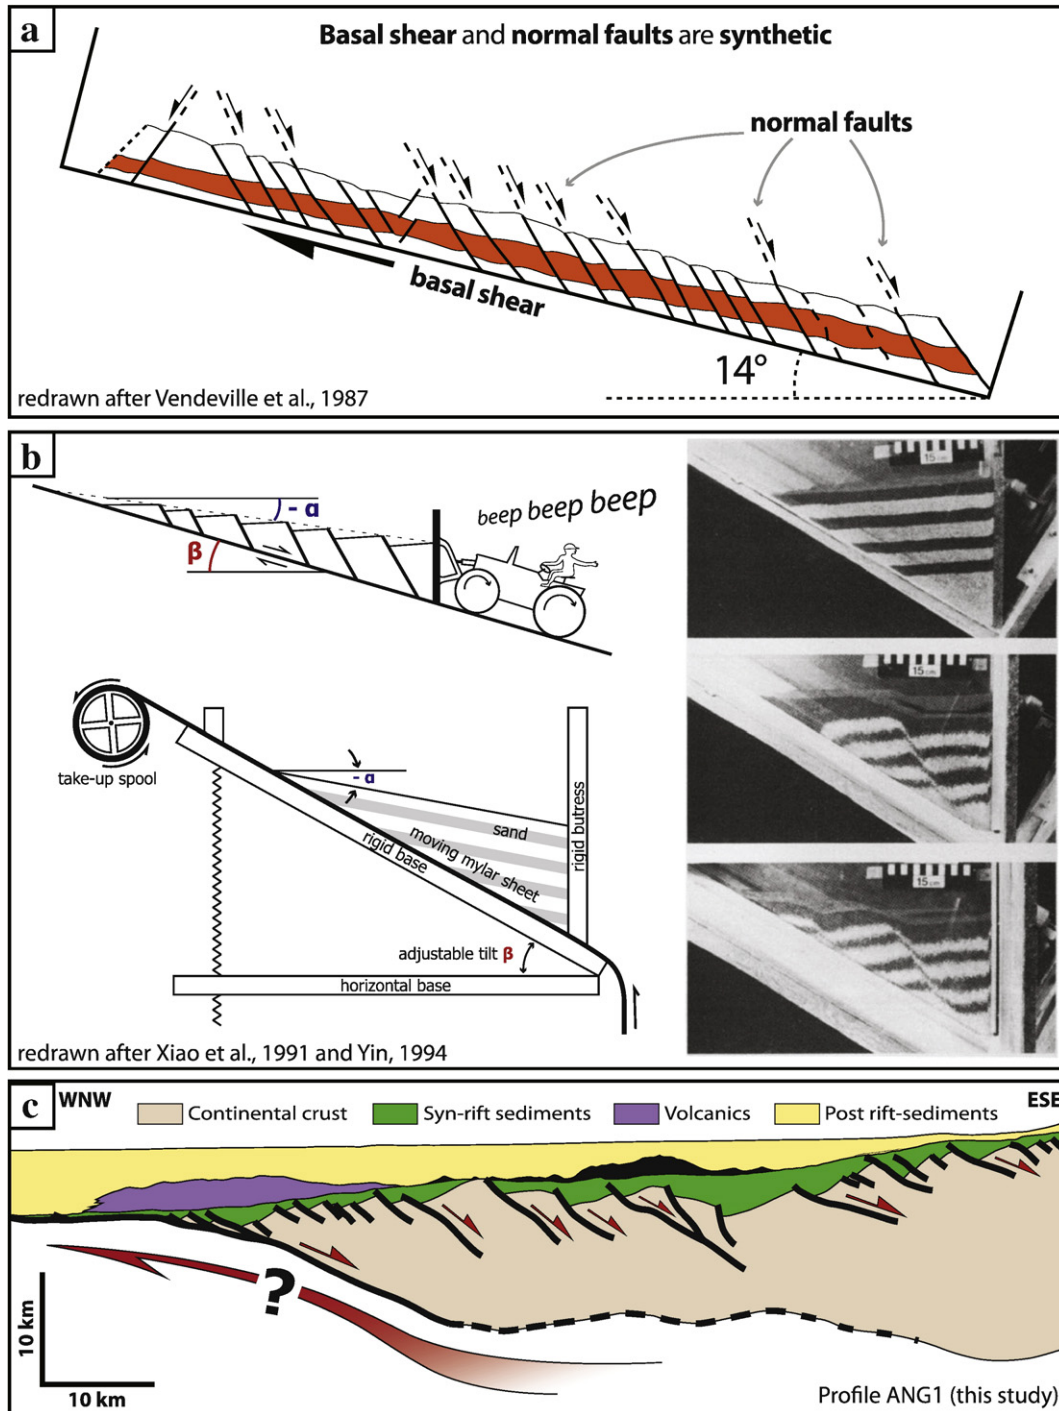 a
Basal shear and normal faults are synthetic
normal faults
basal shear
14°
redrawn after Vendeville et al., 1987
b
- α
β
beep beep beep
take-up spool
- α
sand
moving mylar sheet
rigid base
rigid butress
adjustable tilt β
horizontal base
15 cm
15 cm
15 cm
redrawn after Xiao et al., 1991 and Yin, 1994
c WNW
ESE
Continental crust Syn-rift sediments Volcanics Post rift-sediments
?
10 km
10 km
Profile ANG1 (this study)